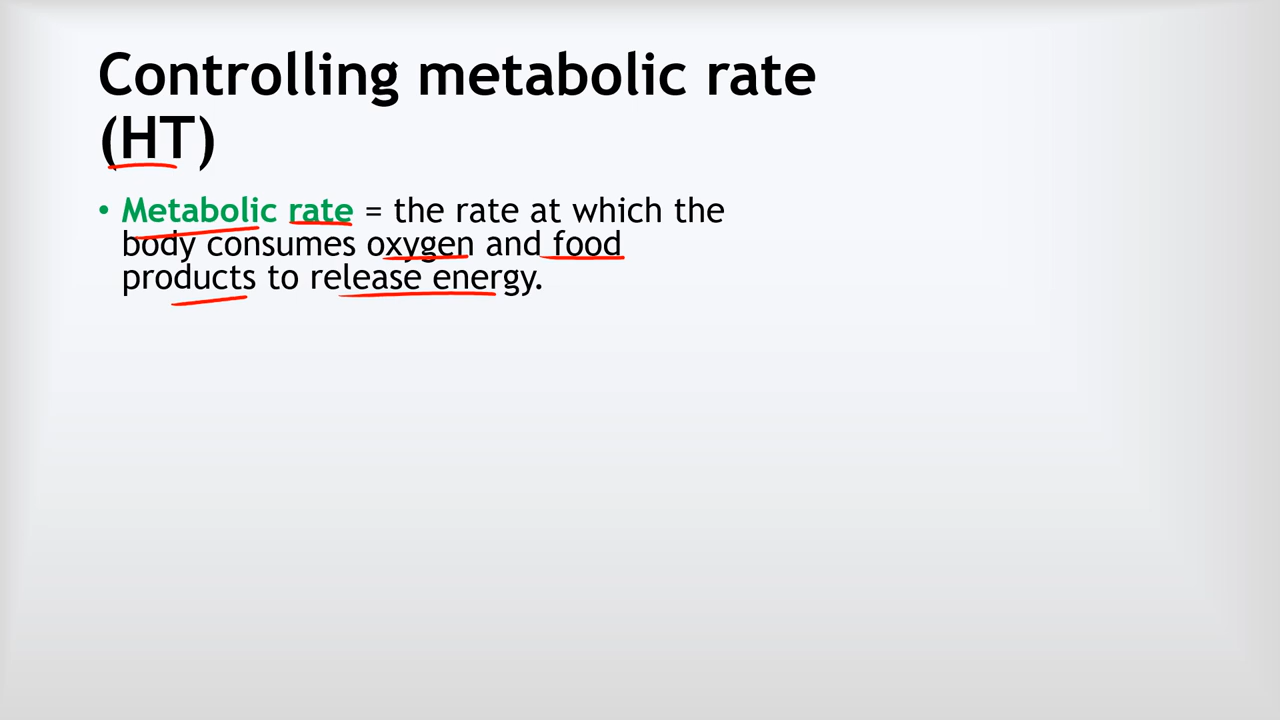 Controlling metabolic rate
(HT)
• Metabolic rate = the rate at which the
body consumes oxygen and food
products to release energy.